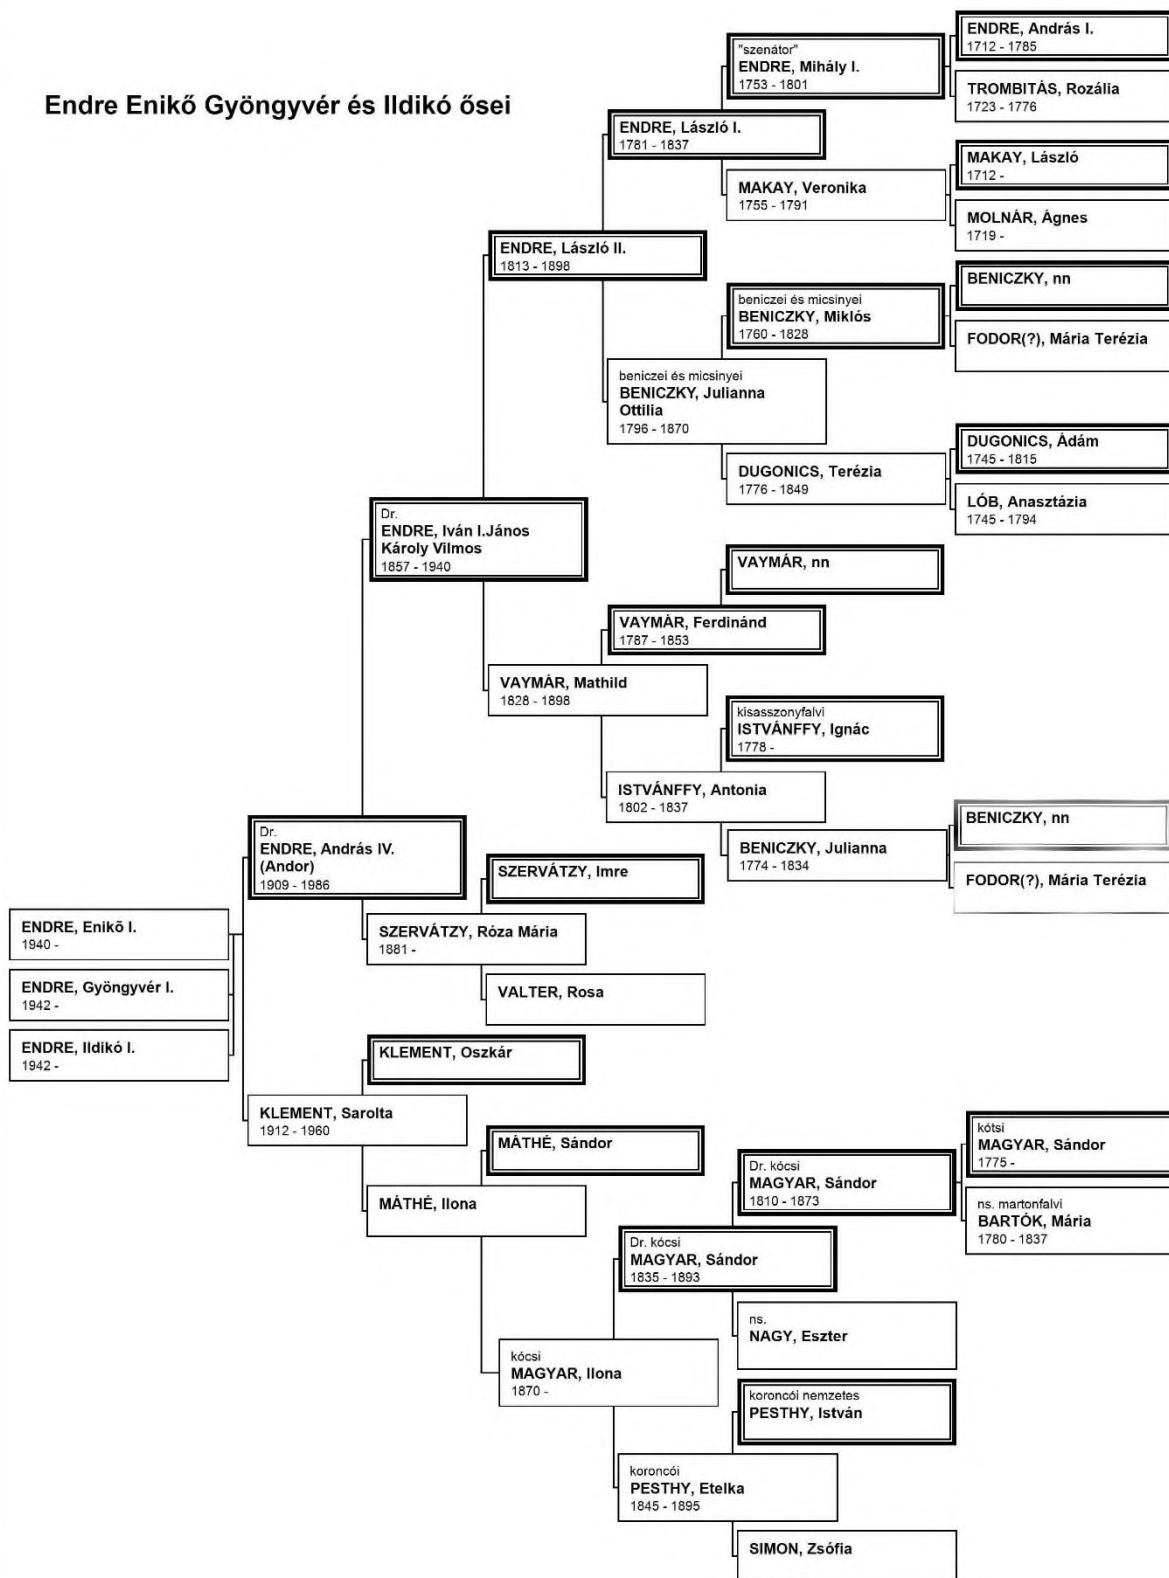 Endre Enikő Gyöngyvér és Ildikó ősei
ENDRE, András I.
1712 - 1785
"szenátor"
ENDRE, Mihály I.
1753 - 1801
TROMBITÁS, Rozália
1723 - 1776
ENDRE, László I.
1781 - 1837
MAKAY, László
1712 -
MAKAY, Veronika
1755 - 1791
MOLNÁR, Ágnes
1719 -
ENDRE, László II.
1813 - 1898
BENICZKY, nn
beniczei és micsinyei
BENICZKY, Miklós
1760 - 1828
FODOR(?), Mária Terézia
beniczei és micsinyei
BENICZKY, Julianna
Ottilia
1796 - 1870
DUGONICS, Ádám
1745 - 1815
DUGONICS, Terézia
1776 - 1849
LÓB, Anasztázia
1745 - 1794
Dr.
ENDRE, Iván I.János
Károly Vilmos
1857 - 1940
VAYMÁR, nn
VAYMÁR, Ferdinánd
1787 - 1853
VAYMÁR, Mathild
1828 - 1898
kisasszonyfalvi
ISTVÁNFFY, Ignác
1778 -
ISTVÁNFFY, Antonia
1802 - 1837
BENICZKY, nn
BENICZKY, Julianna
1774 - 1834
FODOR(?), Mária Terézia
Dr.
ENDRE, András IV.
(Andor)
1909 - 1986
SZERVÁTZY, Imre
SZERVÁTZY, Róza Mária
1881 -
VALTER, Rosa
ENDRE, Enikő I.
1940 -
ENDRE, Gyöngyvér I.
1942 -
ENDRE, Ildikó I.
1942 -
KLEMENT, Oszkár
KLEMENT, Sarolta
1912 - 1960
MÁTHÉ, Sándor
MÁTHÉ, Ilona
kótsi
MAGYAR, Sándor
1775 -
Dr. kócsi
MAGYAR, Sándor
1810 - 1873
ns. martonfalvi
BARTÓK, Mária
1780 - 1837
Dr. kócsi
MAGYAR, Sándor
1835 - 1893
ns.
NAGY, Eszter
kócsi
MAGYAR, Ilona
1870 -
koroncói nemzetes
PESTHY, István
koroncói
PESTHY, Etelka
1845 - 1895
SIMON, Zsófia